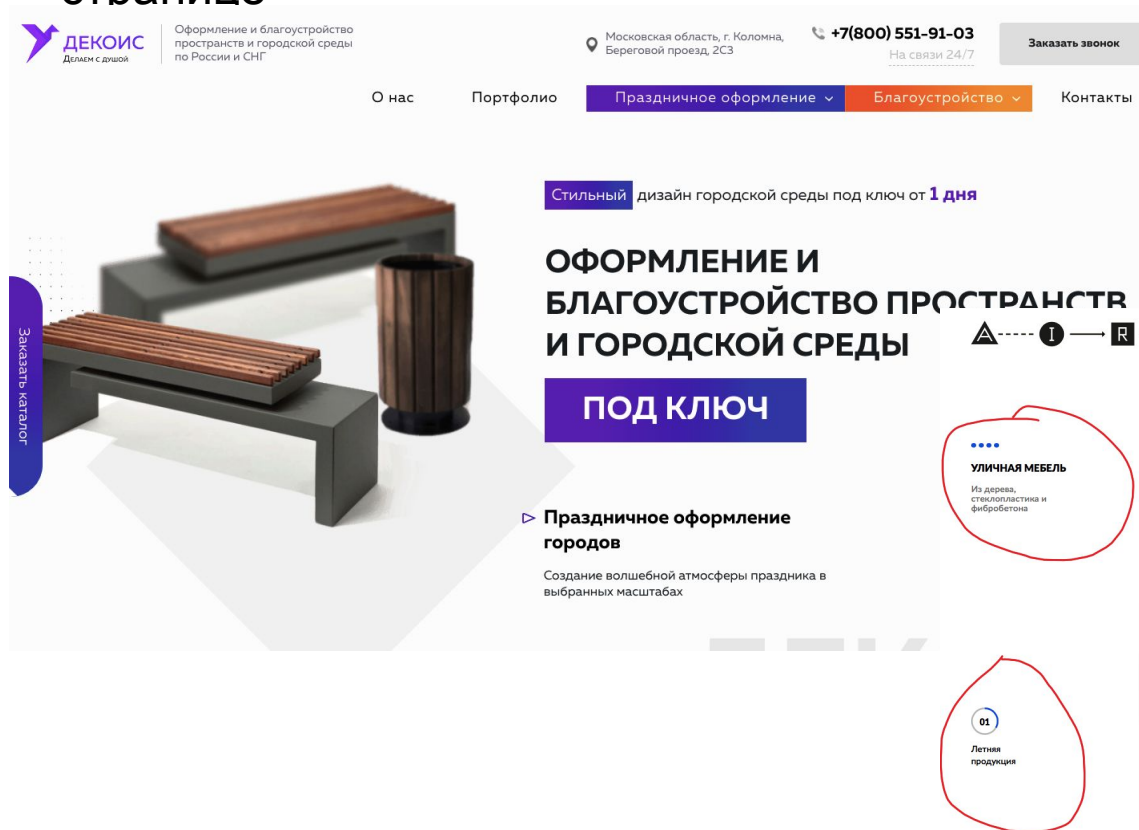 странице
ДЕКОИС
Делаем с душой
Оформление и благоустройство
пространств и городской среды
по России и СНГ
Московская область, г. Коломна,
Береговой проезд, 2С3
+7(800) 551-91-03
На связи 24/7
Заказать звонок
О нас
Портфолио
Праздничное оформление
Благоустройство
Контакты
Стильный дизайн городской среды под ключ от 1 дня
ОФОРМЛЕНИЕ И
БЛАГОУСТРОЙСТВО ПРОСТРАНСТВ
И ГОРОДСКОЙ СРЕДЫ
ПОД КЛЮЧ
Заказать каталог
A I R
УЛИЧНАЯ МЕБЕЛЬ
Из дерева,
стеклопластика и
фибробетона
Праздничное оформление
городов
Создание волшебной атмосферы праздника в
выбранных масштабах
01
Летняя
продукция